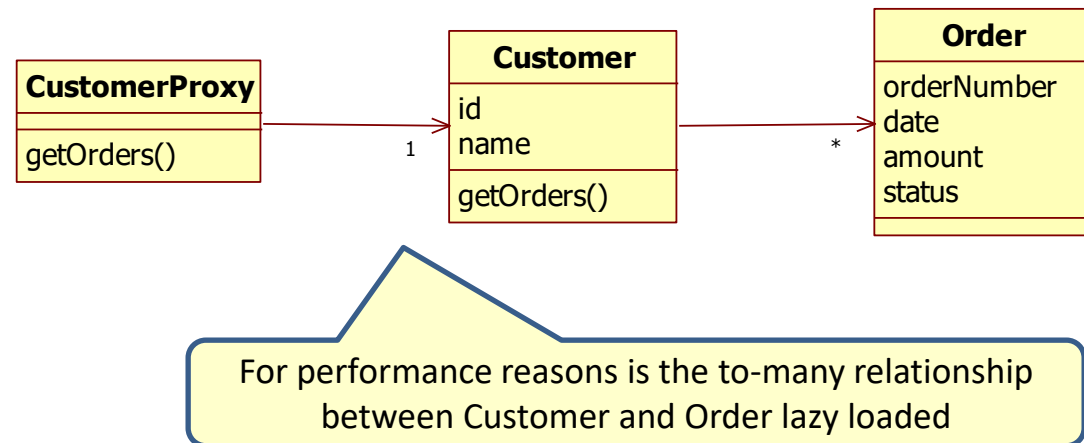 CustomerProxy
getOrders()
1
Customer
id
name
getOrders()
*
Order
orderNumber
date
amount
status
For performance reasons is the to-many relationship
between Customer and Order lazy loaded